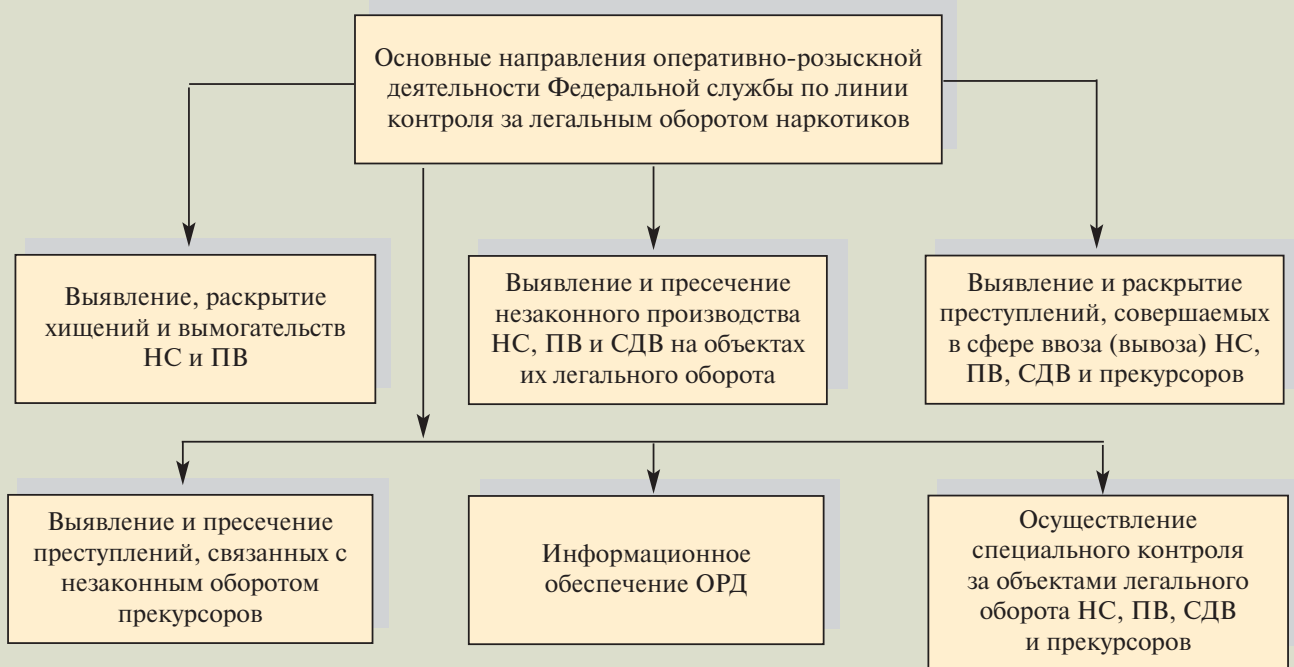 Основные направления оперативно-розыскной
деятельности Федеральной службы по линии
контроля за легальным оборотом наркотиков
Выявление, раскрытие
хищений и вымогательств
НС и ПВ
Выявление и пресечение
незаконного производства
НС, ПВ и СДВ на объектах
их легального оборота
Выявление и раскрытие
преступлений, совершаемых
в сфере ввоза (вывоза) НС,
ПВ, СДВ и прекурсоров
Выявление и пресечение
преступлений, связанных с
незаконным оборотом
прекурсоров
Информационное
обеспечение ОРД
Осуществление
специального контроля
за объектами легального
оборота НС, ПВ, СДВ
и прекурсоров